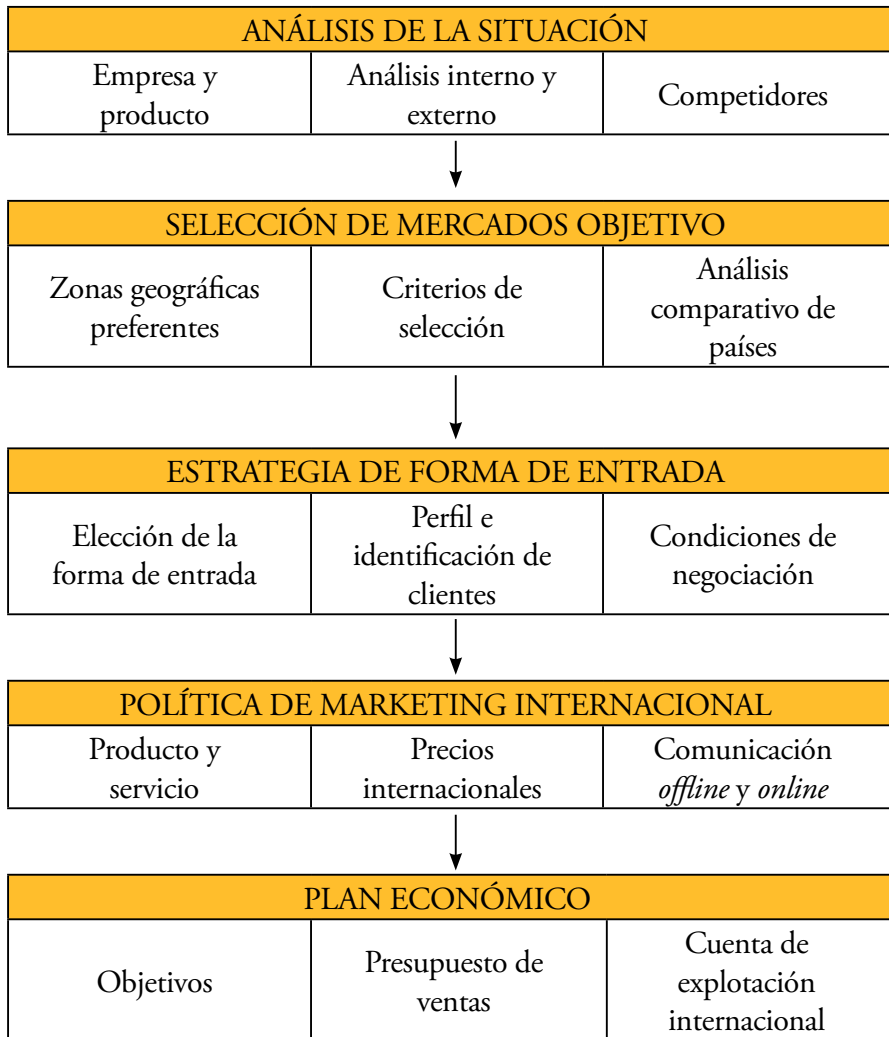 ANÁLISIS DE LA SITUACIÓN
Empresa y
producto
Análisis interno y
externo
Competidores
SELECCIÓN DE MERCADOS OBJETIVO
Zonas geográficas
preferentes
Criterios de
selección
Análisis
comparativo de
países
ESTRATEGIA DE FORMA DE ENTRADA
Elección de la
forma de entrada
Perfil e
identificación de
clientes
Condiciones de
negociación
POLÍTICA DE MARKETING INTERNACIONAL
Producto y
servicio
Precios
internacionales
Comunicación
offline y online
PLAN ECONÓMICO
Objetivos
Presupuesto de
ventas
Cuenta de
explotación
internacional